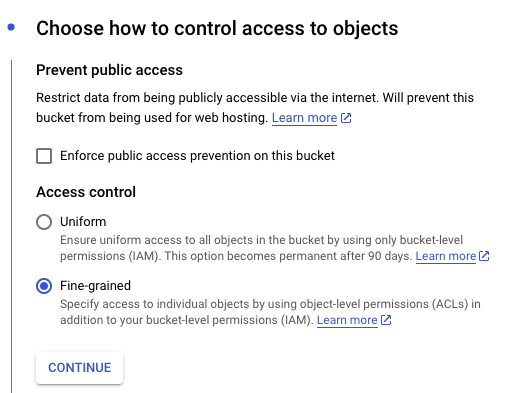 Choose how to control access to objects
Prevent public access
Restrict data from being publicly accessible via the internet. Will prevent this
bucket from being used for web hosting. Learn more
Enforce public access prevention on this bucket
Access control
Uniform
Ensure uniform access to all objects in the bucket by using only bucket-level
permissions (IAM). This option becomes permanent after 90 days. Learn more
Fine-grained
Specify access to individual objects by using object-level permissions (ACLs) in
addition to your bucket-level permissions (IAM). Learn more
CONTINUE